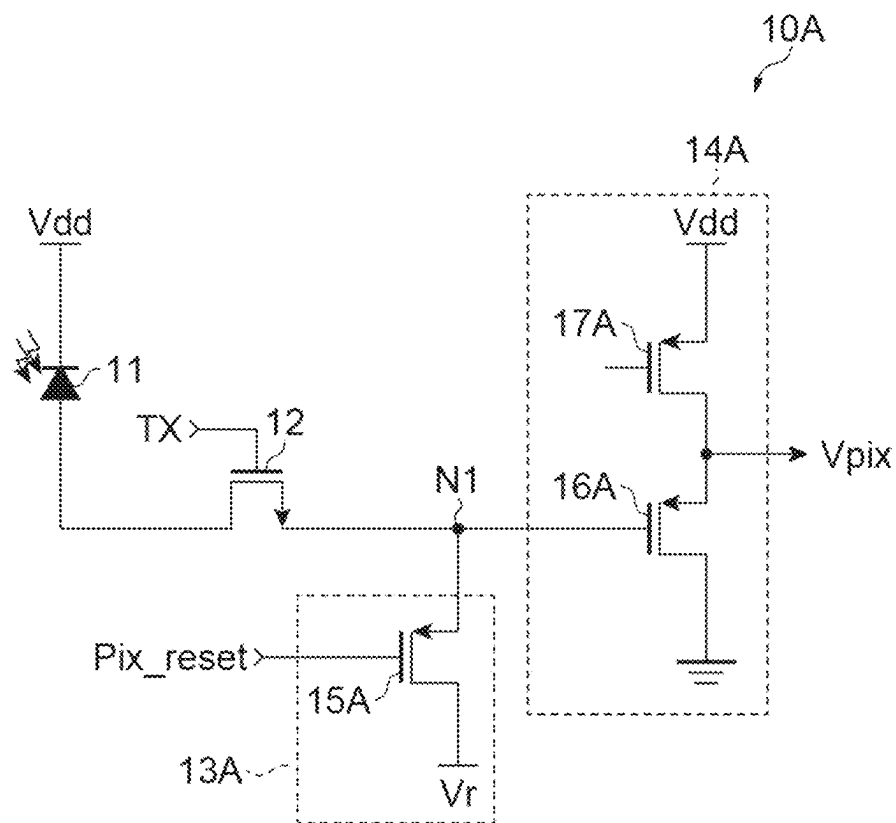 10A
14A
Vdd
Vdd
17A
11
TX
12
N1
16A
Vpix
Pix_reset
15A
13A
Vr